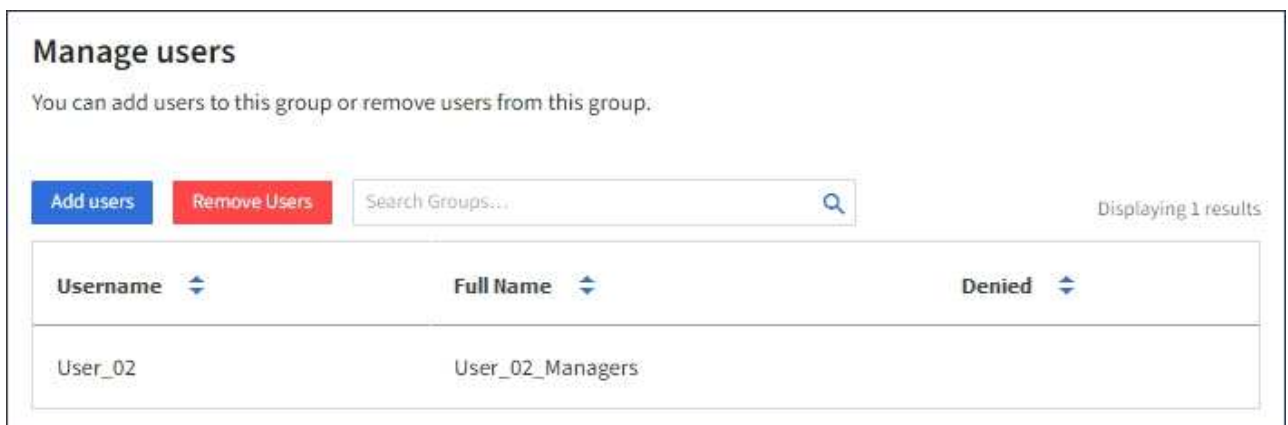 Manage users
You can add users to this group or remove users from this group.
Add users Remove Users Search Groups... Displaying 1 results
Username Full Name Denied
User_02 User_02_Managers